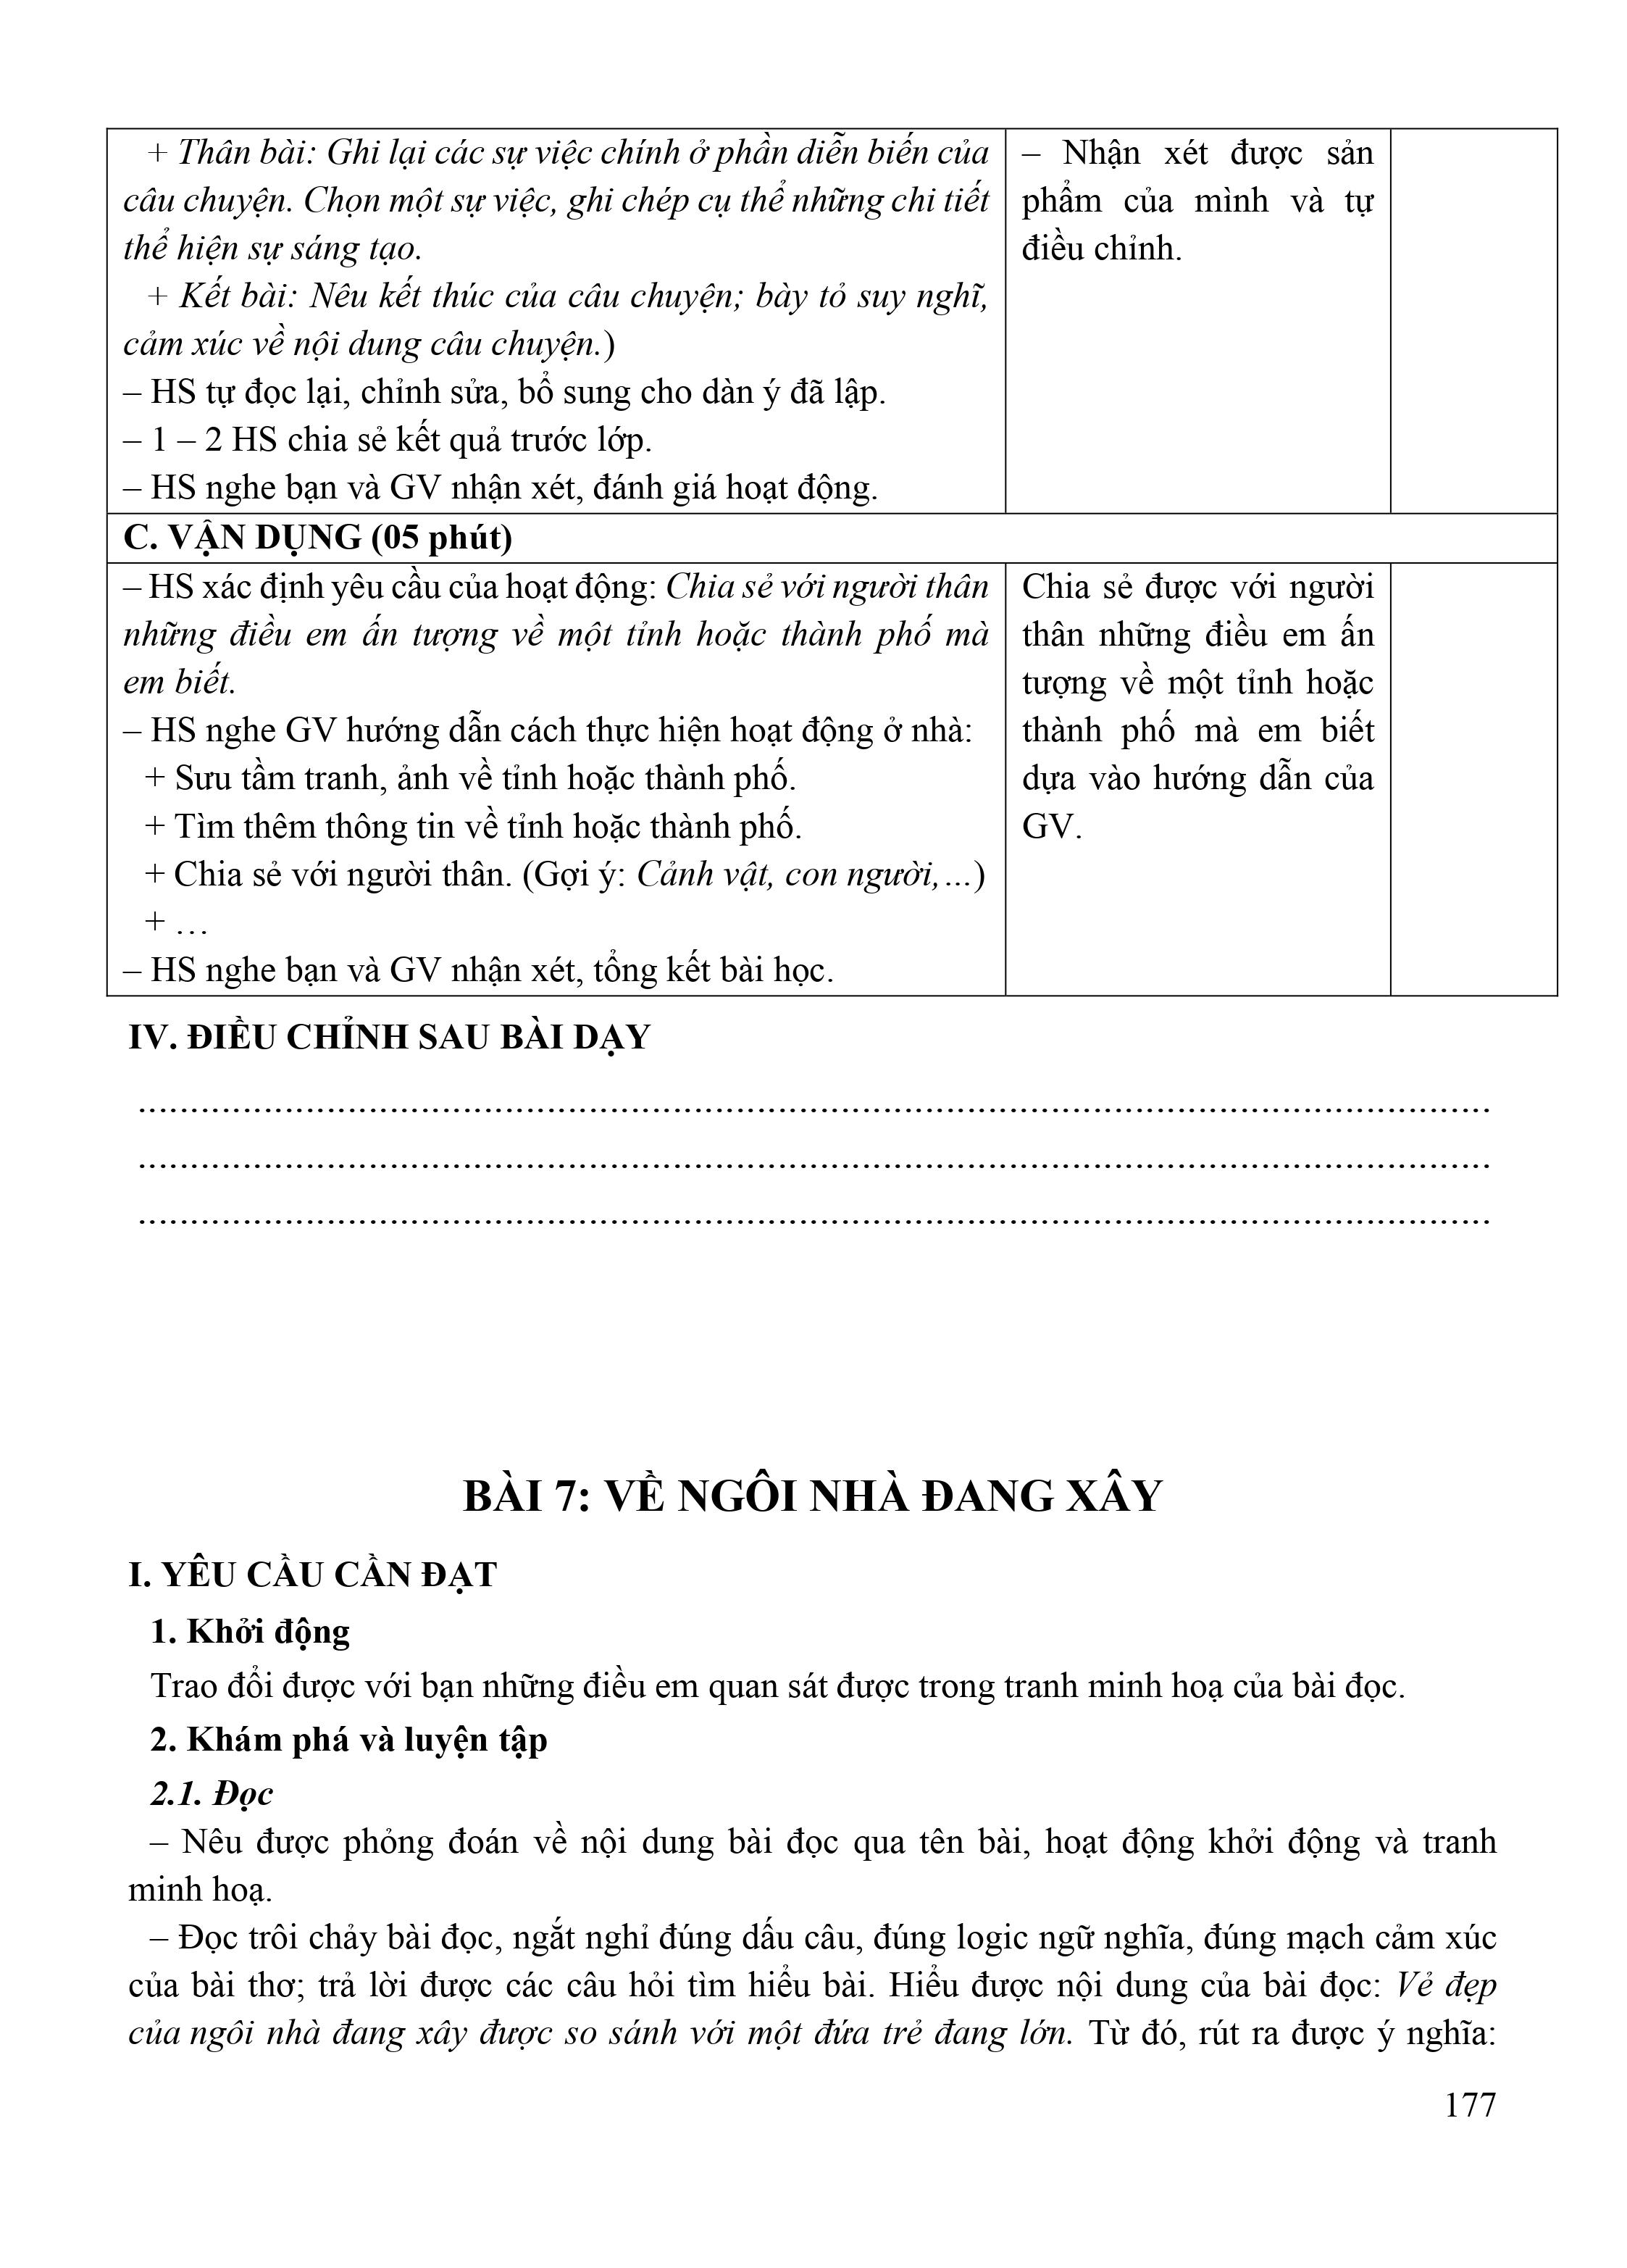 + Thân bài: Ghi lại các sự việc chính ở phần diễn biến của
câu chuyện. Chọn một sự việc, ghi chép cụ thể những chi tiết
thể hiện sự sáng tạo.
+ Kết bài: Nêu kết thúc của câu chuyện; bày tỏ suy nghĩ,
cảm xúc về nội dung câu chuyện.)
– HS tự đọc lại, chỉnh sửa, bổ sung cho dàn ý đã lập.
– 1 – 2 HS chia sẻ kết quả trước lớp.
– HS nghe bạn và GV nhận xét, đánh giá hoạt động.
– Nhận xét được sản
phẩm của mình và tự
điều chỉnh.
C. VẬN DỤNG (05 phút)
– HS xác định yêu cầu của hoạt động: Chia sẻ với người thân
những điều em ấn tượng về một tỉnh hoặc thành phố mà
em biết.
– HS nghe GV hướng dẫn cách thực hiện hoạt động ở nhà:
+ Sưu tầm tranh, ảnh về tỉnh hoặc thành phố.
+ Tìm thêm thông tin về tỉnh hoặc thành phố.
+ Chia sẻ với người thân. (Gợi ý: Cảnh vật, con người,…)
+ …
– HS nghe bạn và GV nhận xét, tổng kết bài học.
Chia sẻ được với người
thân những điều em ấn
tượng về một tỉnh hoặc
thành phố mà em biết
dựa vào hướng dẫn của
GV.
IV. ĐIỀU CHỈNH SAU BÀI DẠY
BÀI 7: VỀ NGÔI NHÀ ĐANG XÂY
I. YÊU CẦU CẦN ĐẠT
1. Khởi động
Trao đổi được với bạn những điều em quan sát được trong tranh minh hoạ của bài đọc.
2. Khám phá và luyện tập
2.1. Đọc
– Nêu được phỏng đoán về nội dung bài đọc qua tên bài, hoạt động khởi động và tranh
minh hoạ.
– Đọc trôi chảy bài đọc, ngắt nghỉ đúng dấu câu, đúng logic ngữ nghĩa, đúng mạch cảm xúc
của bài thơ; trả lời được các câu hỏi tìm hiểu bài. Hiểu được nội dung của bài đọc: Vẻ đẹp
của ngôi nhà đang xây được so sánh với một đứa trẻ đang lớn. Từ đó, rút ra được ý nghĩa:
177